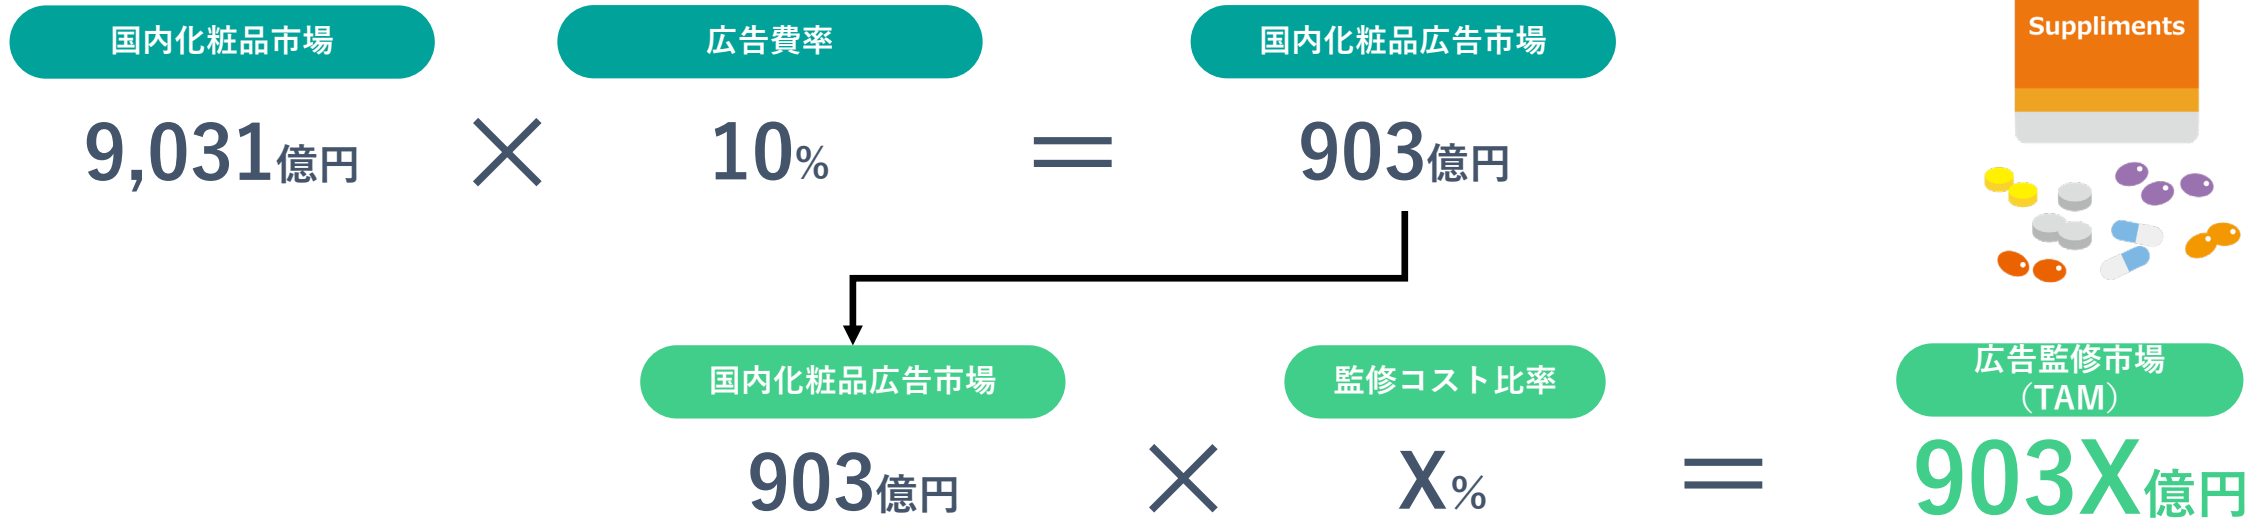 国内化粧品市場
広告費率
国内化粧品広告市場
Suppliments
9,031億円
×
10%
=
903億円
国内化粧品広告市場
監修コスト比率
広告監修市場
（TAM）
903億円
×
X%
=
903X億円